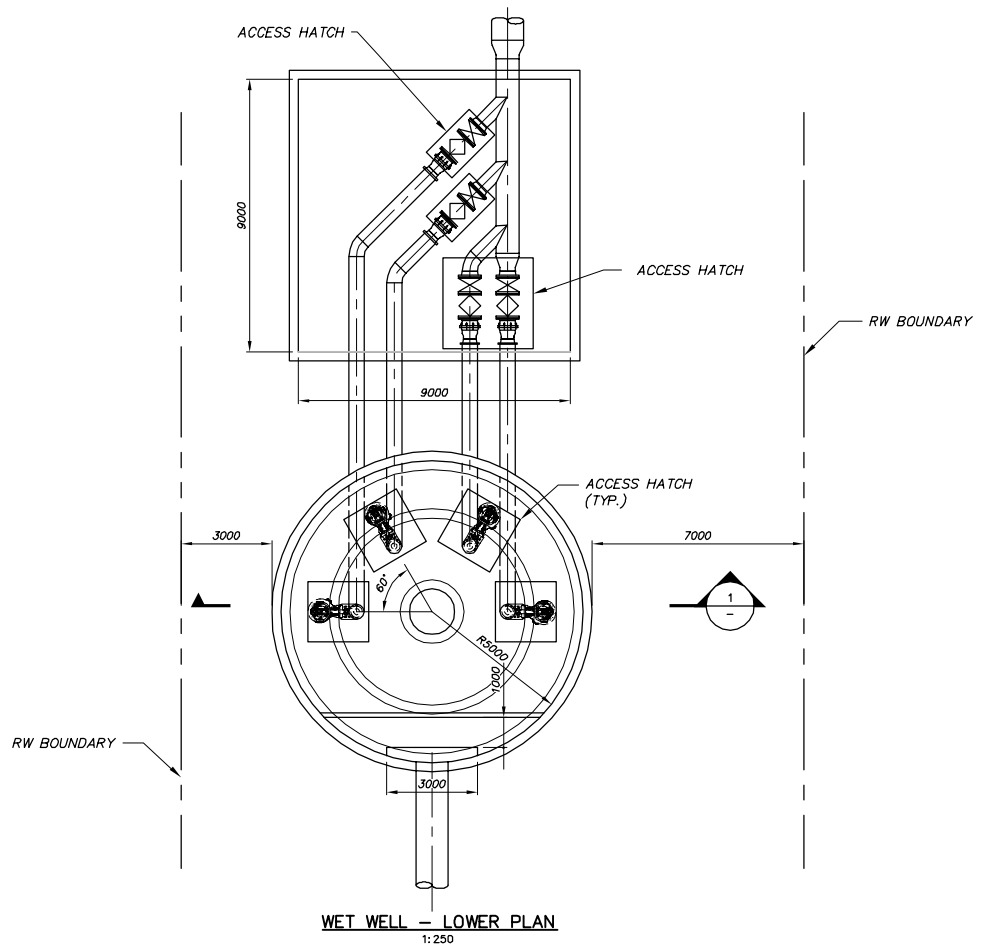 ACCESS HATCH
9000
ACCESS HATCH
RW BOUNDARY
9000
ACCESS HATCH
(TYP.)
3000
7000
60°
1
–
R5000
1000
RW BOUNDARY
3000
WET WELL – LOWER PLAN
1:250